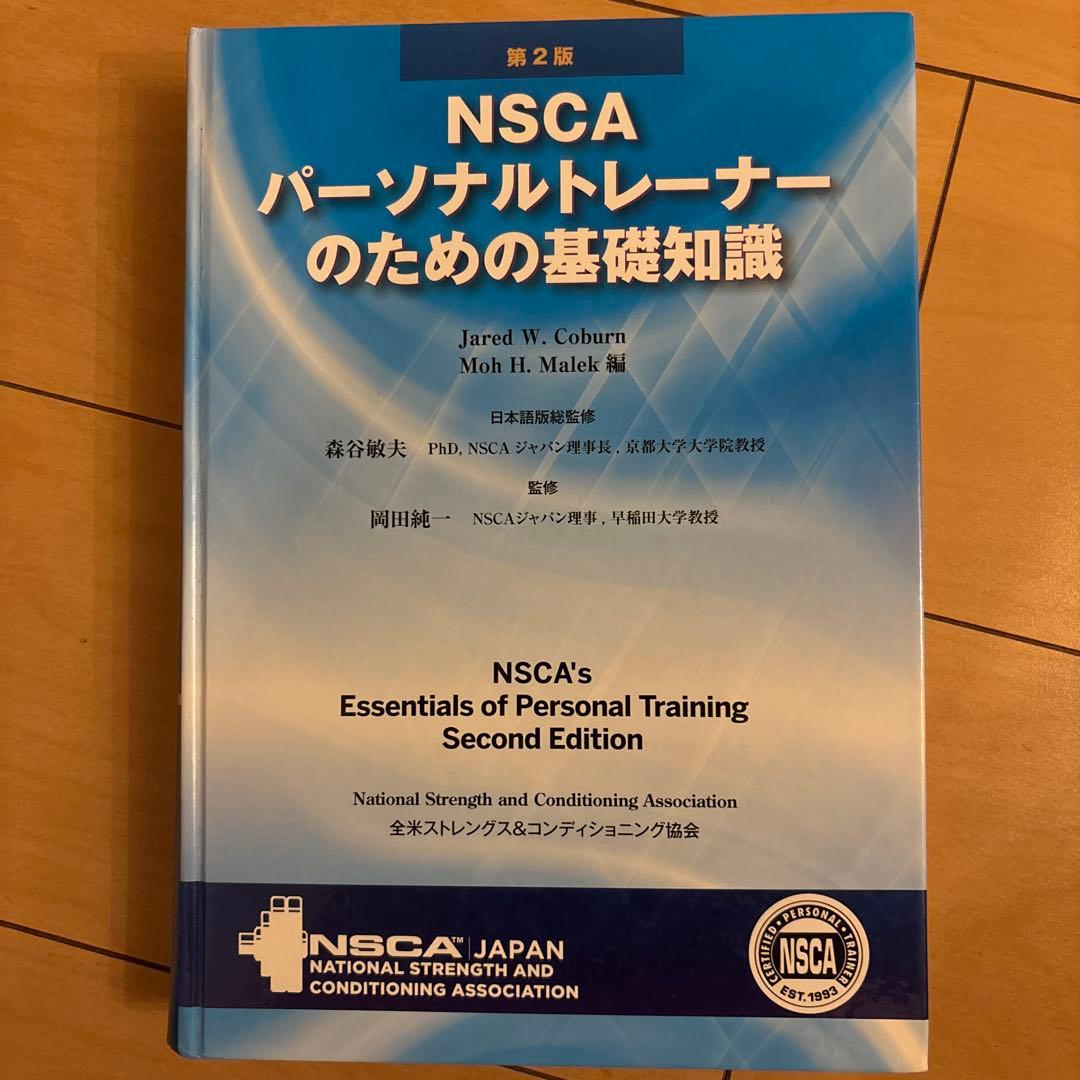 第2版
NSCA
パーソナルトレーナー
のための基礎知識
Jared W. Coburn
Moh H. Malek 編
日本語版総監修
森谷敏夫 PhD, NSCA ジャパン理事長 , 京都大学大学院教授
監修
岡田純一 NSCAジャパン理事 , 早稲田大学教授
NSCA's
Essentials of Personal Training
Second Edition
National Strength and Conditioning Association
全米ストレングス&コンディショニング協会
NSCA™ JAPAN
NATIONAL STRENGTH AND
CONDITIONING ASSOCIATION
CERTIFIED • PERSONAL • TRAINER
NSCA
EST. 1993